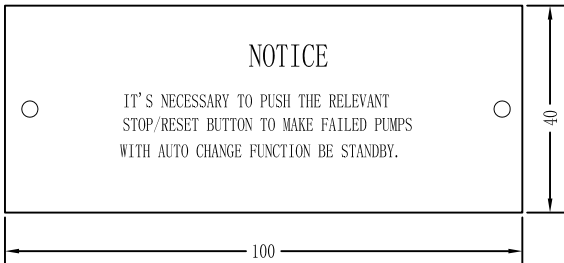 NOTICE
IT'S NECESSARY TO PUSH THE RELEVANT
STOP/RESET BUTTON TO MAKE FAILED PUMPS
WITH AUTO CHANGE FUNCTION BE STANDBY.
40
100